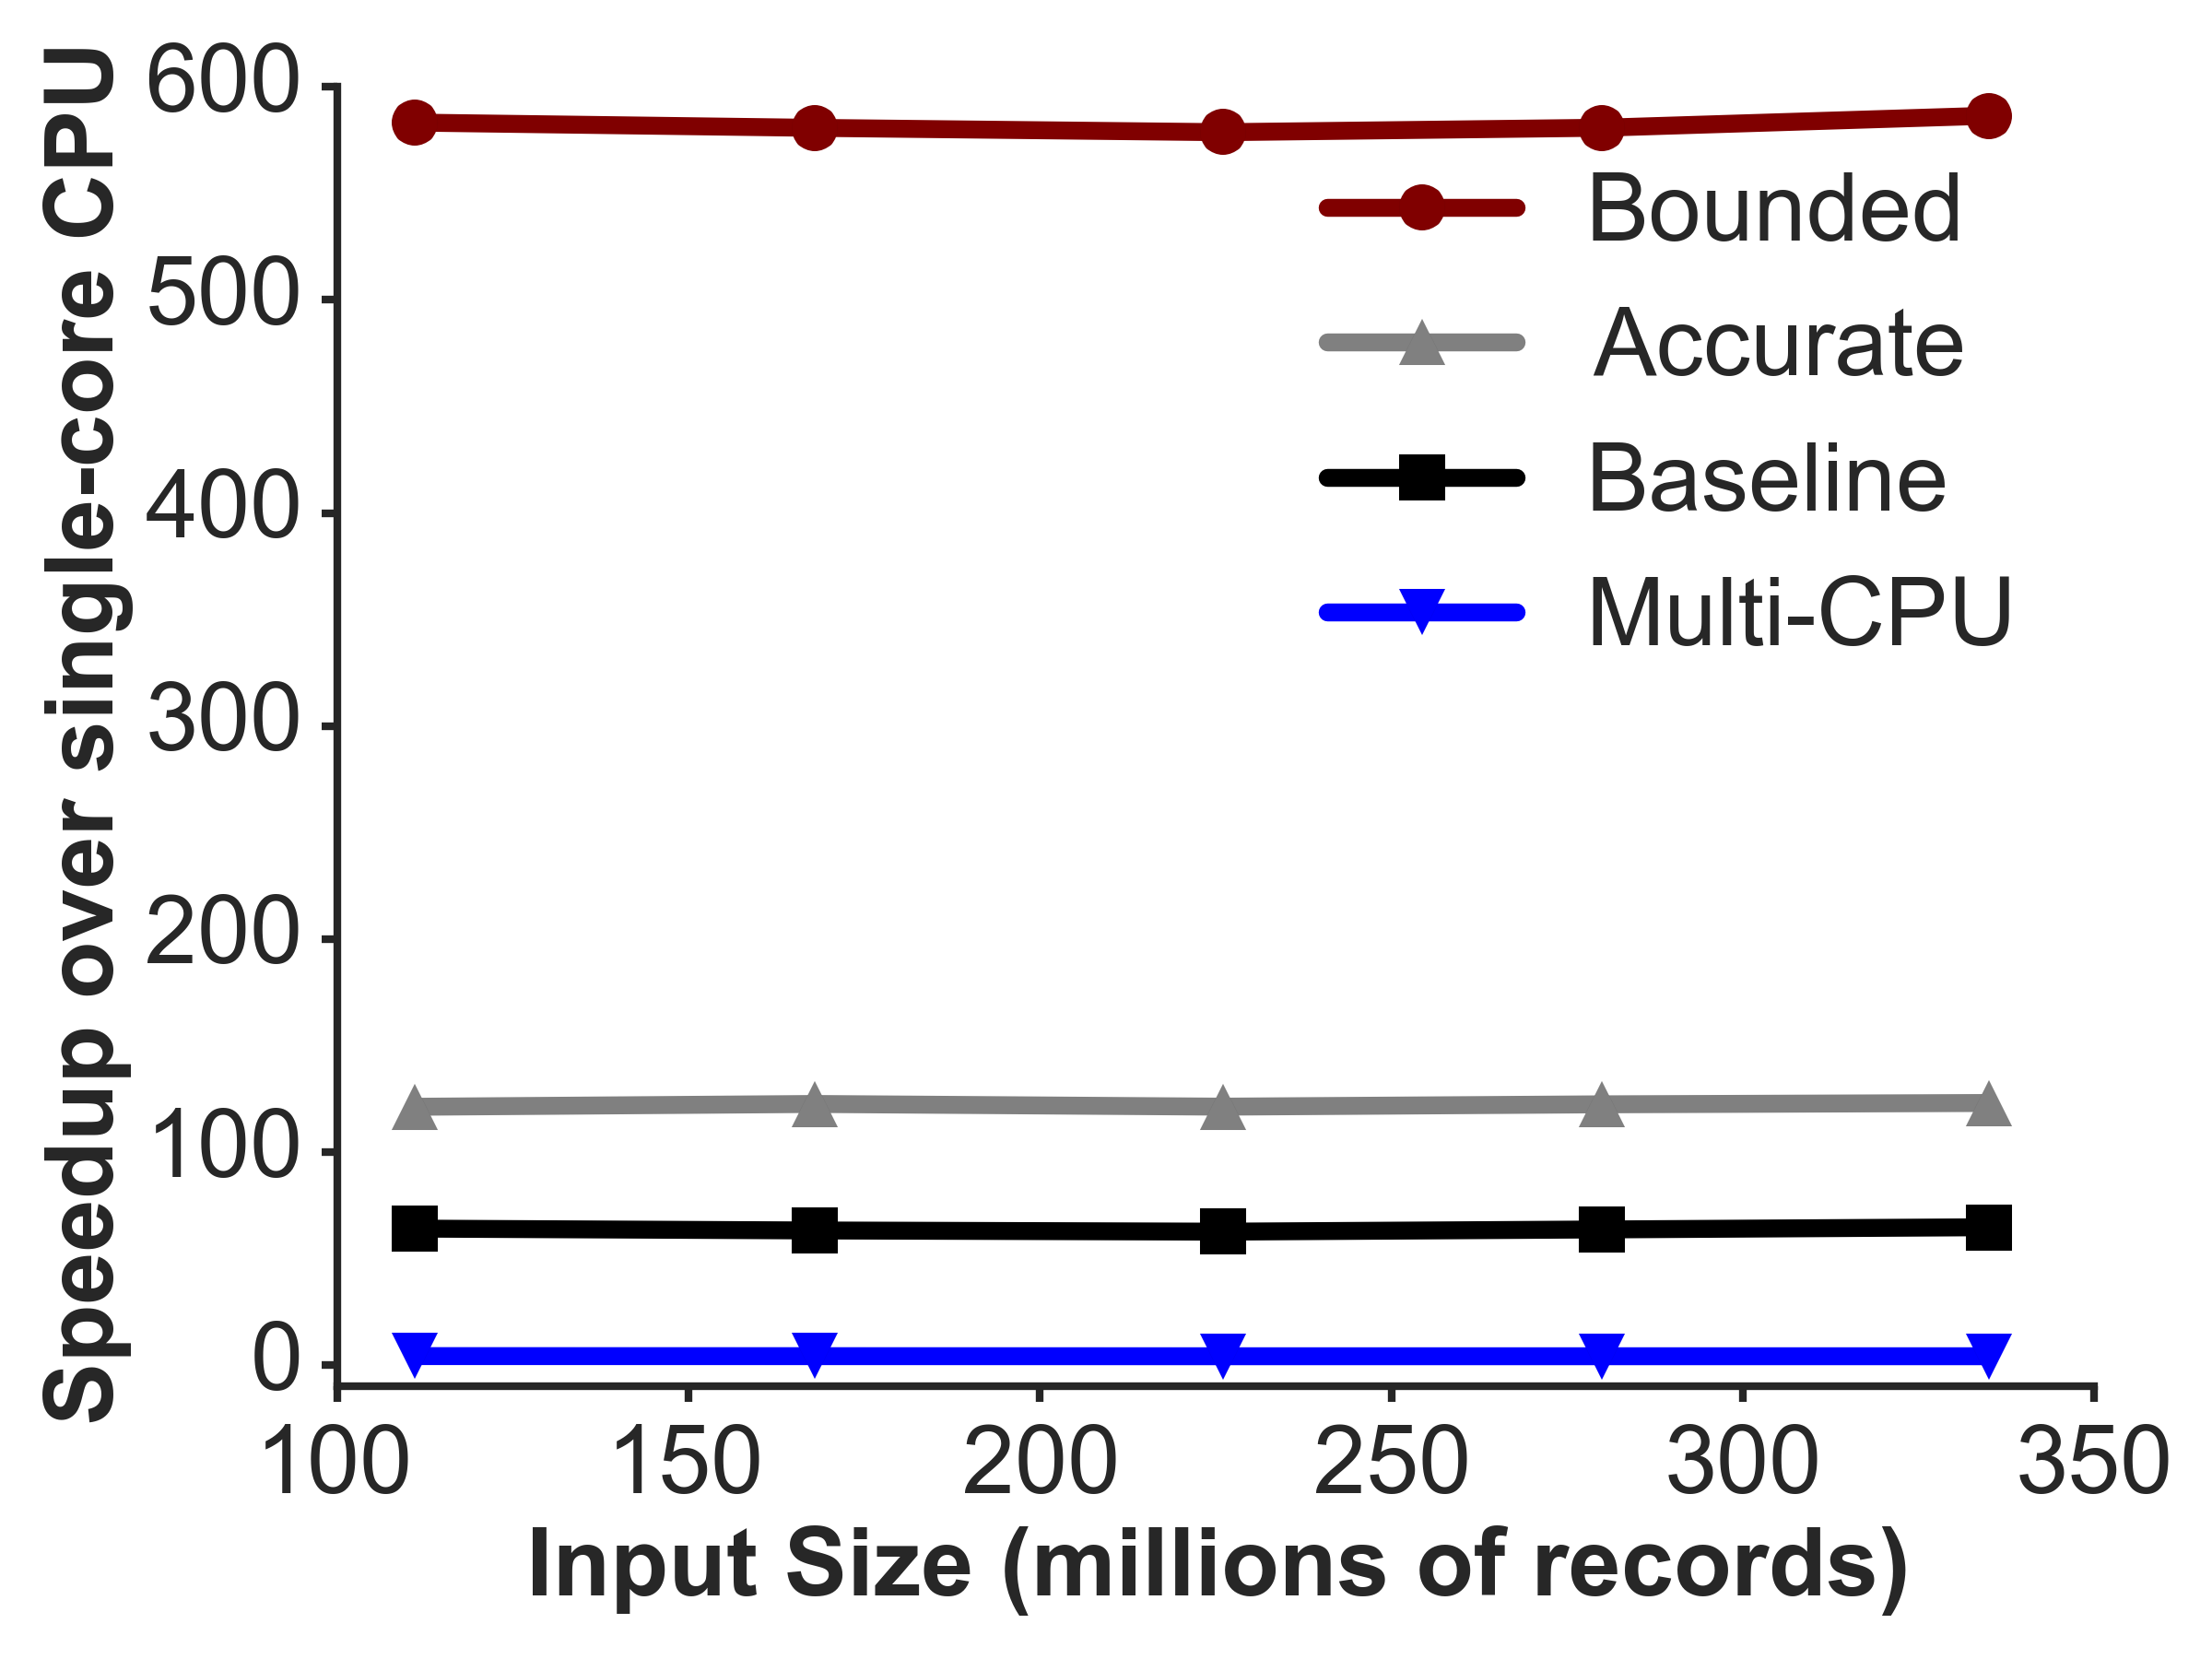 Speedup over single-core CPU
600
500
400
300
200
100
0
Bounded
Accurate
Baseline
Multi-CPU
100 150 200 250 300 350
Input Size (millions of records)